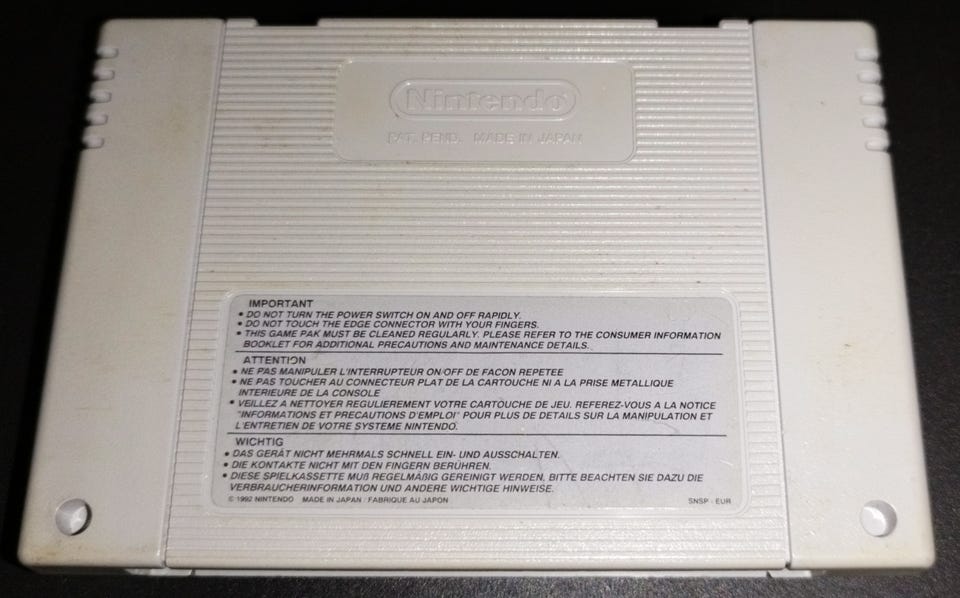 Nintendo
PAT. PEND. MADE IN JAPAN
IMPORTANT
• DO NOT TURN THE POWER SWITCH ON AND OFF RAPIDLY.
• DO NOT TOUCH THE EDGE CONNECTOR WITH YOUR FINGERS.
• THIS GAME PAK MUST BE CLEANED REGULARLY. PLEASE REFER TO THE CONSUMER INFORMATION
BOOKLET FOR ADDITIONAL PRECAUTIONS AND MAINTENANCE DETAILS.
ATTENTION
• NE PAS MANIPULER L'INTERRUPTEUR ON/OFF DE FACON REPETEE
• NE PAS TOUCHER AU CONNECTEUR PLAT DE LA CARTOUCHE NI A LA PRISE METALLIQUE
INTERIEURE DE LA CONSOLE
• VEILLEZ A NETTOYER REGULIEREMENT VOTRE CARTOUCHE DE JEU. REFEREZ-VOUS A LA NOTICE
"INFORMATIONS ET PRECAUTIONS D'EMPLOI" POUR PLUS DE DETAILS SUR LA MANIPULATION ET
L'ENTRETIEN DE VOTRE SYSTEME NINTENDO.
WICHTIG
• DAS GERÄT NICHT MEHRMALS SCHNELL EIN- UND AUSSCHALTEN.
• DIE KONTAKTE NICHT MIT DEN FINGERN BERÜHREN.
• DIESE SPIELKASSETTE MUß REGELMÄßIG GEREINIGT WERDEN. BITTE BEACHTEN SIE DAZU DIE
VERBRAUCHERINFORMATION UND ANDERE WICHTIGE HINWEISE.
© 1992 NINTENDO MADE IN JAPAN / FABRIQUE AU JAPON SNSP - EUR